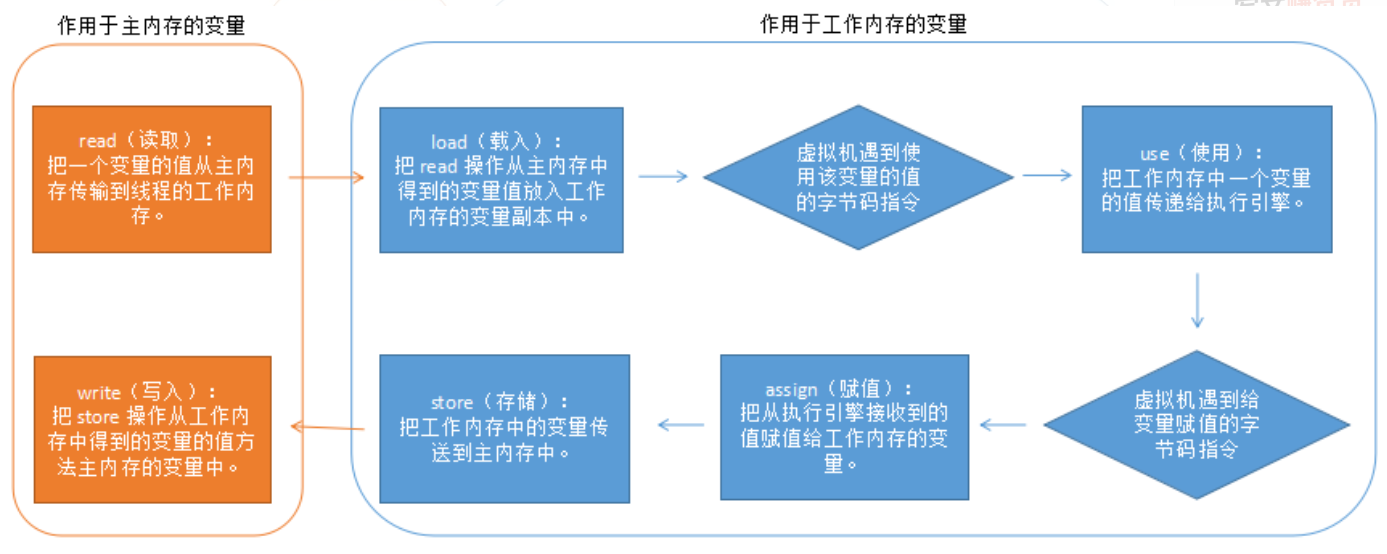 作用于主内存的变量
作用于工作内存的变量
read（读取）：
把一个变量的值从主内
存传输到线程的工作内
存。
load（载入）：
把 read 操作从主内存中
得到的变量值放入工作
内存的变量副本中。
虚拟机遇到使
用该变量的值
的字节码指令
use（使用）：
把工作内存中一个变量
的值传递给执行引擎。
write（写入）：
把 store 操作从工作内
存中得到的变量的值方
法主内存的变量中。
store（存储）：
把工作内存中的变量传
送到主内存中。
assign（赋值）：
把从执行引擎接收到的
值赋值给工作内存的变
量。
虚拟机遇到给
变量赋值的字
节码指令